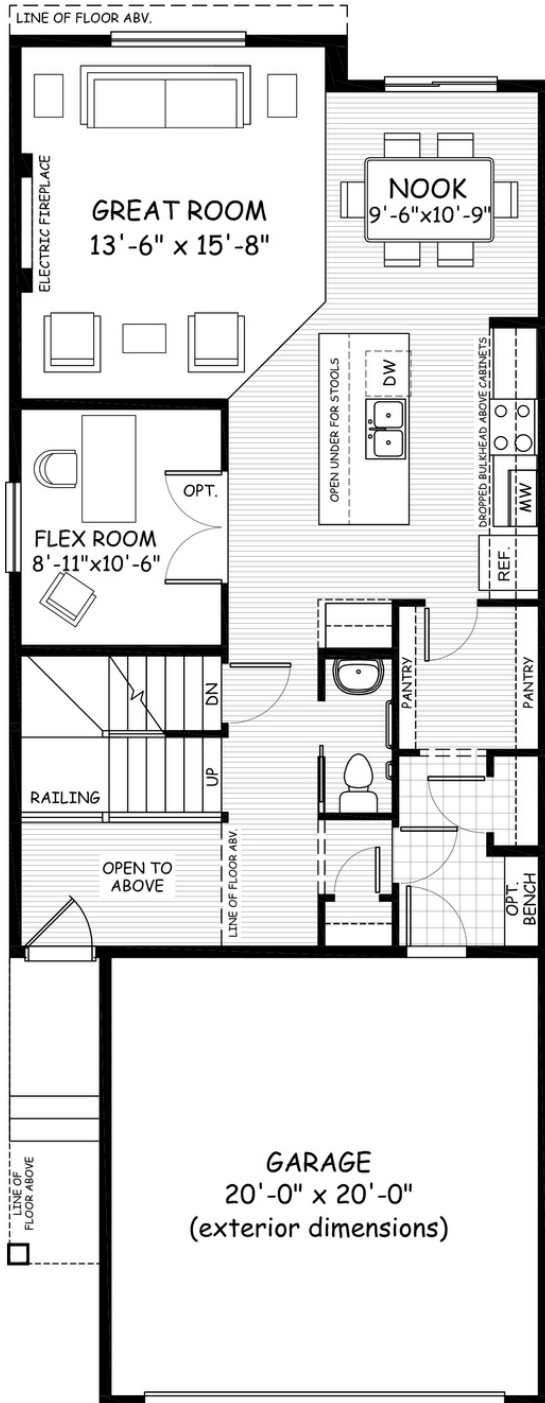 LINE OF FLOOR ABV.
ELECTRIC FIREPLACE
GREAT ROOM
13'-6" x 15'-8"
NOOK
9'-6"x10'-9"
OPEN UNDER FOR STOOLS
DW
DROPPED BULKHEAD ABOVE CABINETS
MW
REF.
OPT.
FLEX ROOM
8'-11"x10'-6"
PANTRY
PANTRY
DN
UP
RAILING
OPEN TO
ABOVE
LINE OF FLOOR ABV.
OPT.
BENCH
LINE OF
FLOOR ABOVE
GARAGE
20'-0" x 20'-0"
(exterior dimensions)